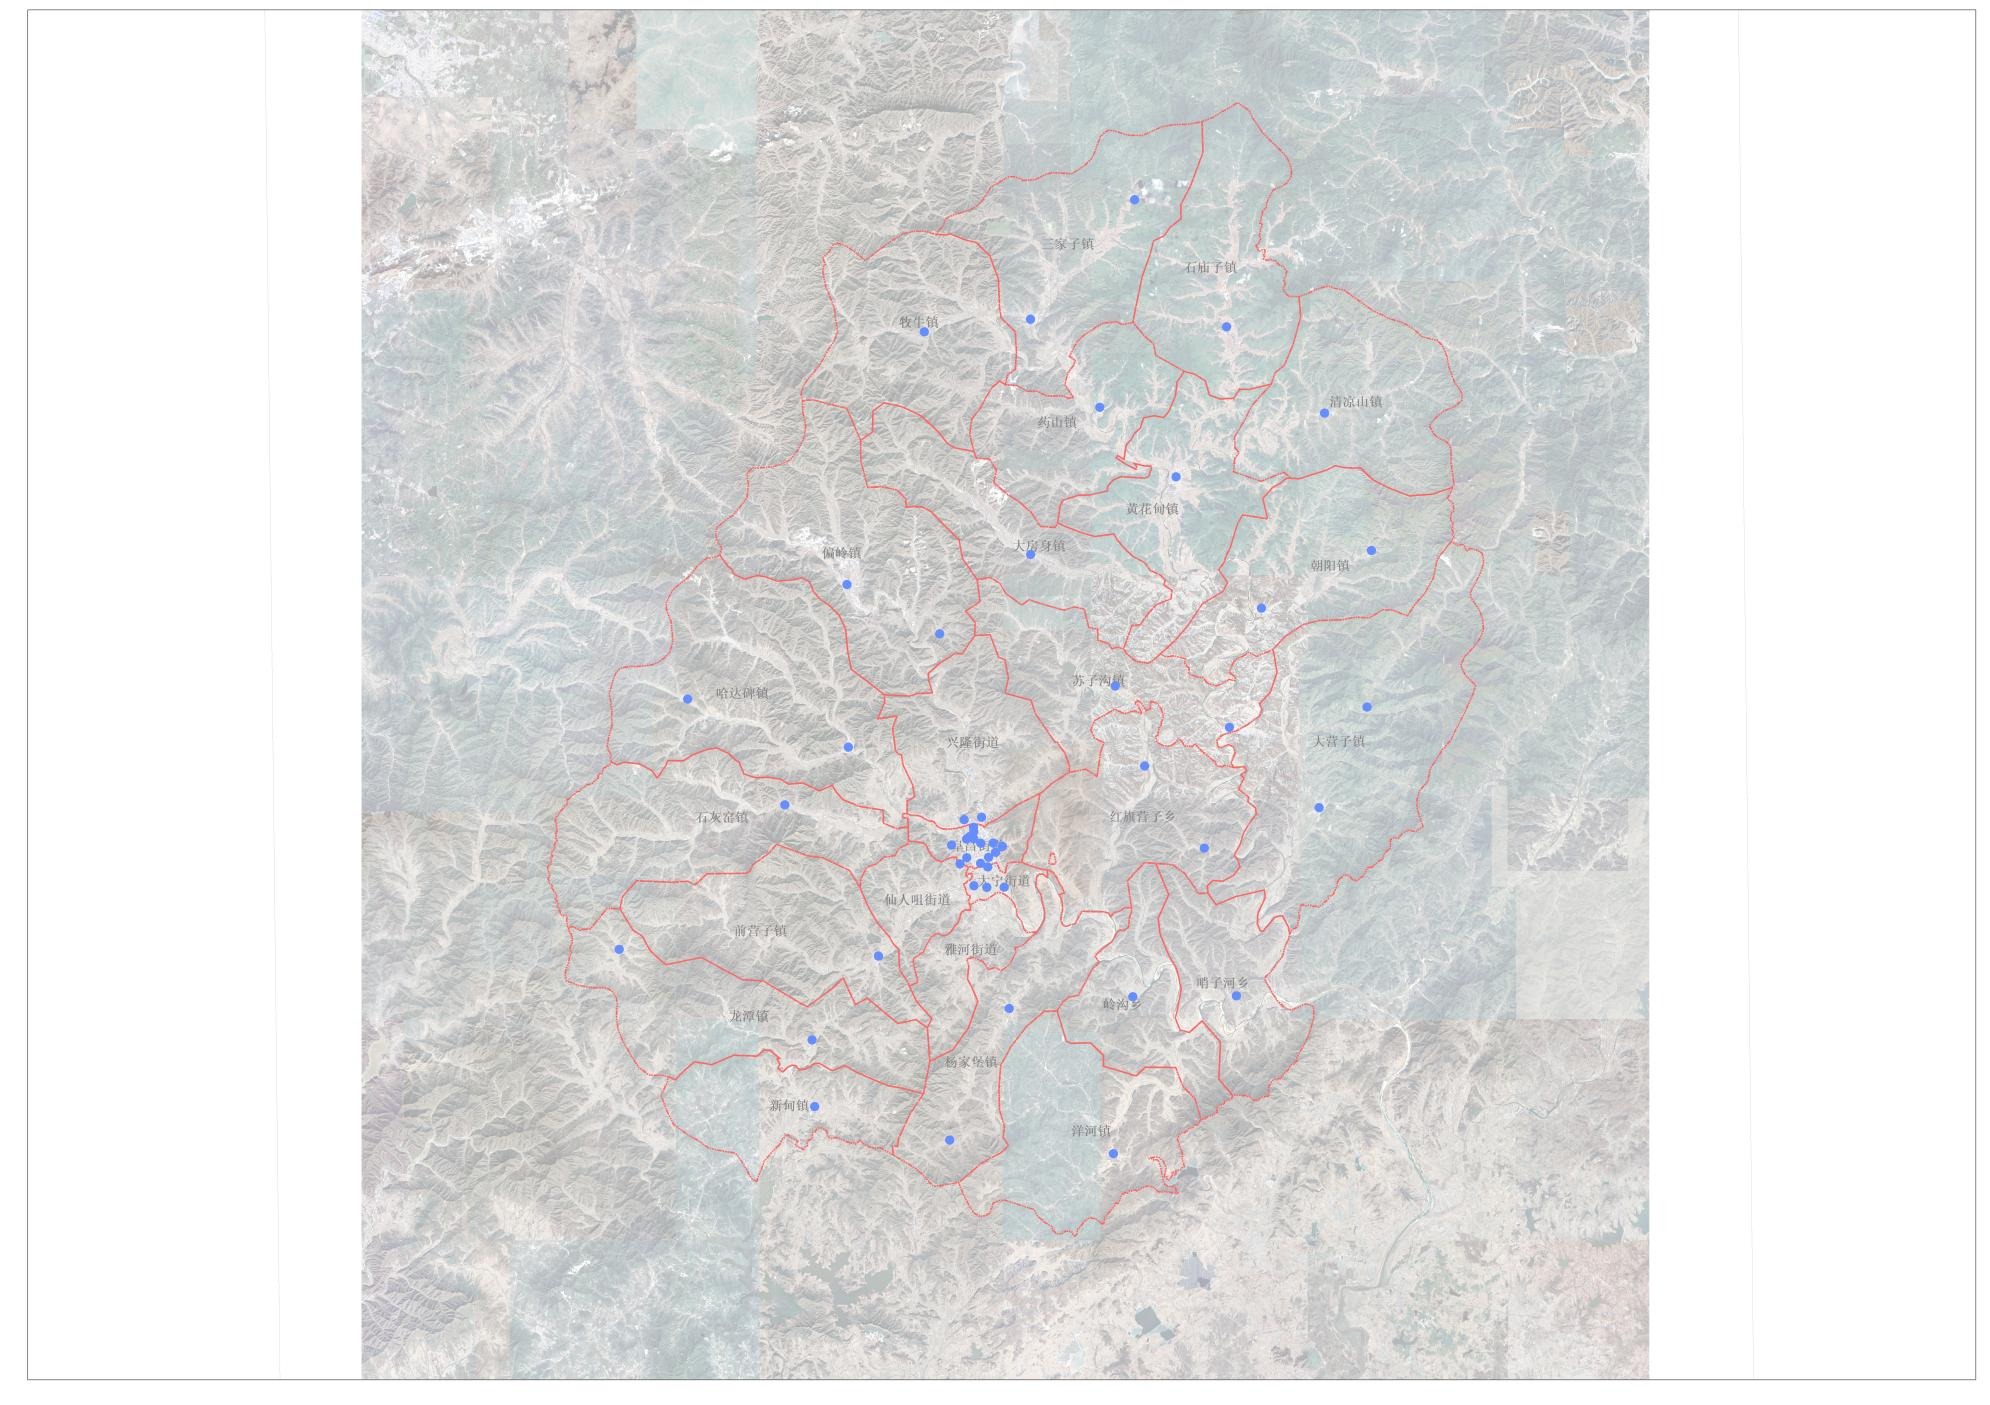 三家子镇
石庙子镇
牧牛镇
清凉山镇
药山镇
黄花甸镇
大房身镇
偏岭镇
朝阳镇
苏子沟镇
哈达碑镇
兴隆街道
大营子镇
石灰窑镇
红旗营子乡
大宁街道
仙人咀街道
前营子镇
雅河街道
哨子河乡
岭沟乡
龙潭镇
杨家堡镇
新甸镇
洋河镇